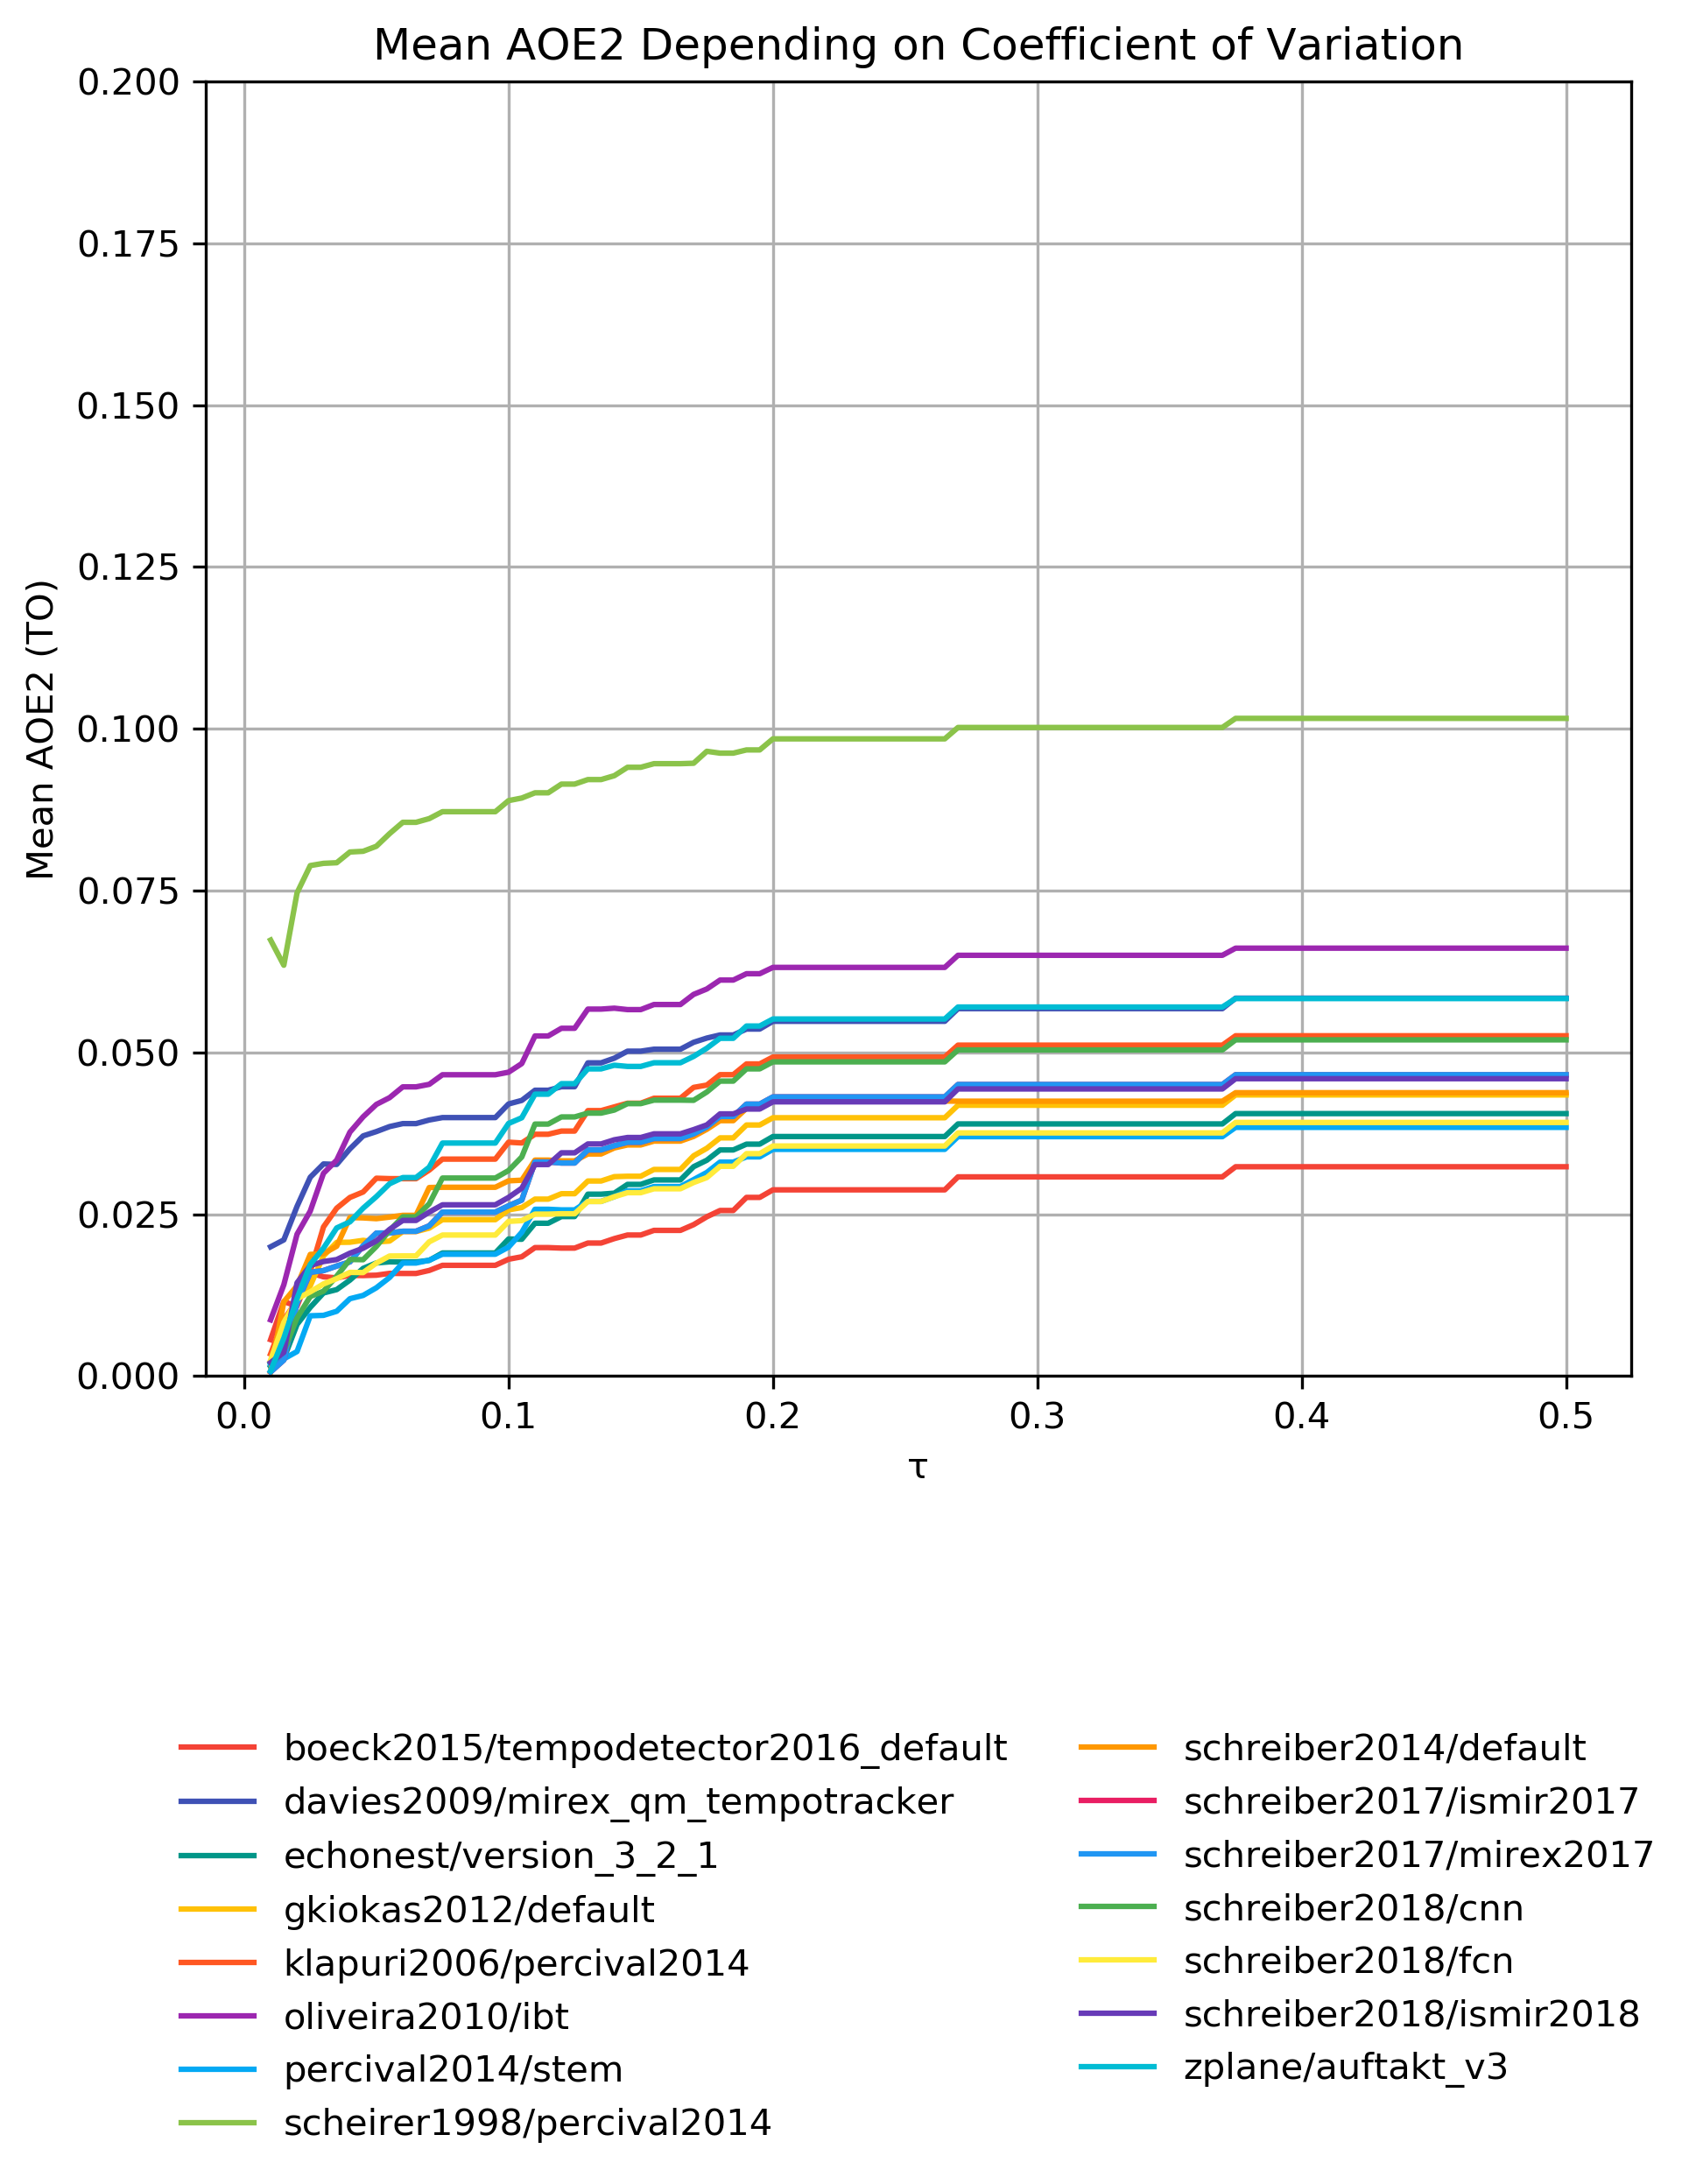 Mean AOE2 Depending on Coefficient of Variation
0.200
0.175
0.150
0.125
0.100
0.075
0.050
0.025
0.000
Mean AOE2 (TO)
0.0 0.1 0.2 0.3 0.4 0.5
τ
boeck2015/tempodetector2016_default
davies2009/mirex_qm_tempotracker
echonest/version_3_2_1
gkiokas2012/default
klapuri2006/percival2014
oliveira2010/ibt
percival2014/stem
scheirer1998/percival2014
schreiber2014/default
schreiber2017/ismir2017
schreiber2017/mirex2017
schreiber2018/cnn
schreiber2018/fcn
schreiber2018/ismir2018
zplane/auftakt_v3